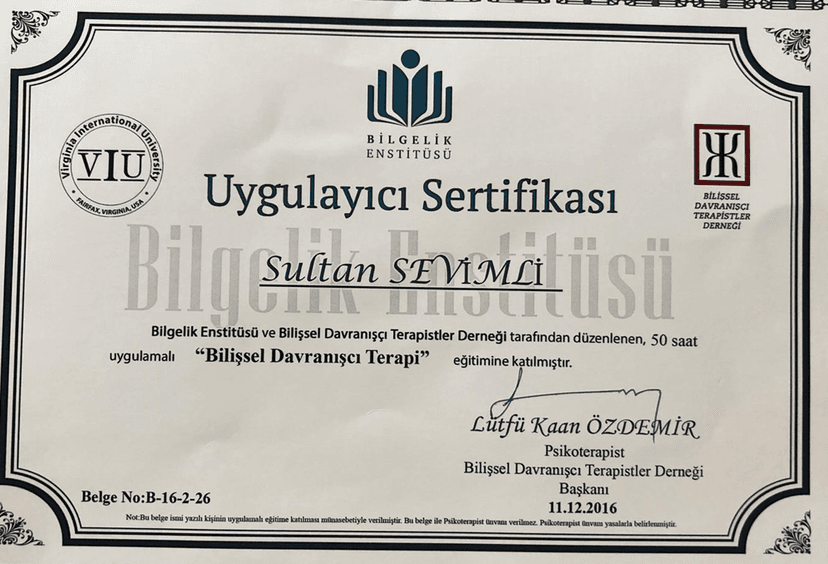 BİLGELİK
ENSTİTÜSÜ
Virginia International University
VIU
FAIRFAX, VIRGINIA, USA
BİLİŞSEL
DAVRANIŞÇI
TERAPİSTLER
DERNEĞİ
Uygulayıcı Sertifikası
Bilgelik Enstitüsü
Sultan SEVİMLİ
Bilgelik Enstitüsü ve Bilişsel Davranışçı Terapistler Derneği tarafından düzenlenen, 50 saat
uygulamalı “Bilişsel Davranışcı Terapi” eğitimine katılmıştır.
Lütfü Kaan ÖZDEMİR
Psikoterapist
Bilişsel Davranışçı Terapistler Derneği
Başkanı
11.12.2016
Belge No:B-16-2-26
Not:Bu belge ismi yazılı kişinin uygulamalı eğitime katılması münasebetiyle verilmiştir. Bu belge ile Psikoterapist ünvanı verilmez. Psikoterapist ünvanı yasalarla belirlenmiştir.